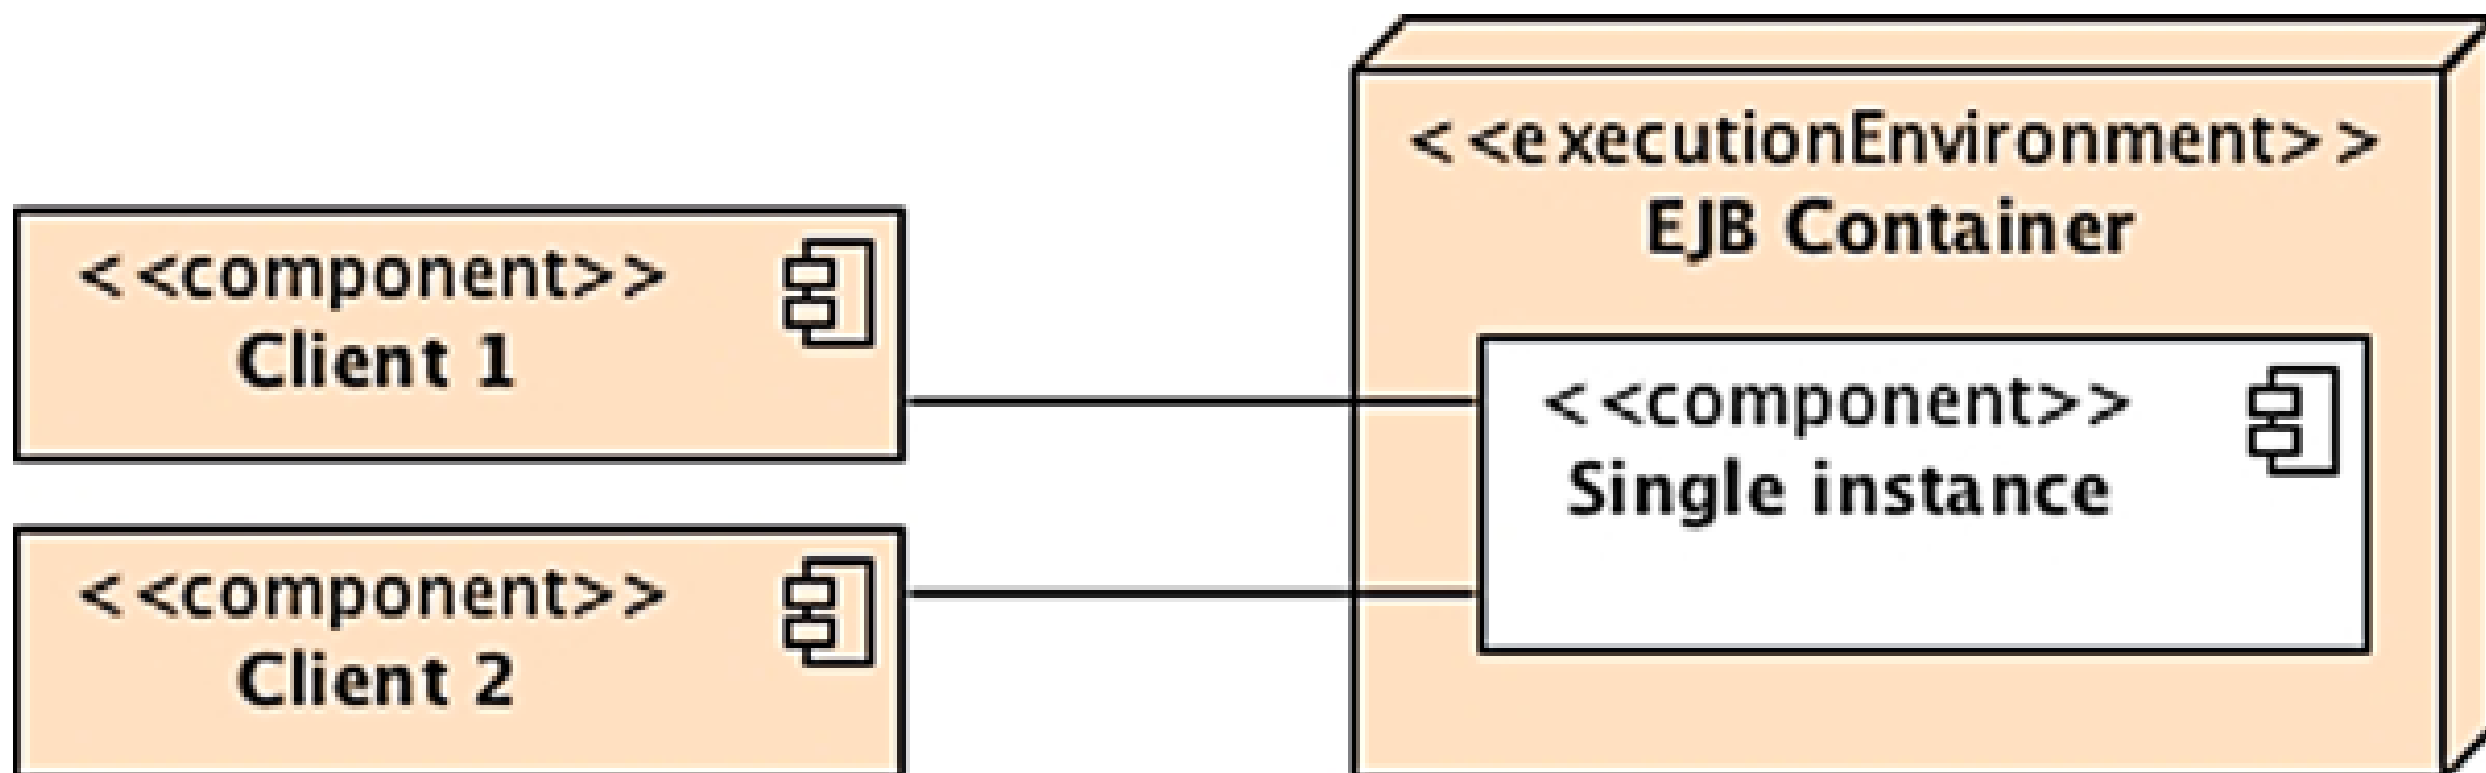 <<component>>
Client 1
<<component>>
Client 2
<<executionEnvironment>>
EJB Container
<<component>>
Single instance